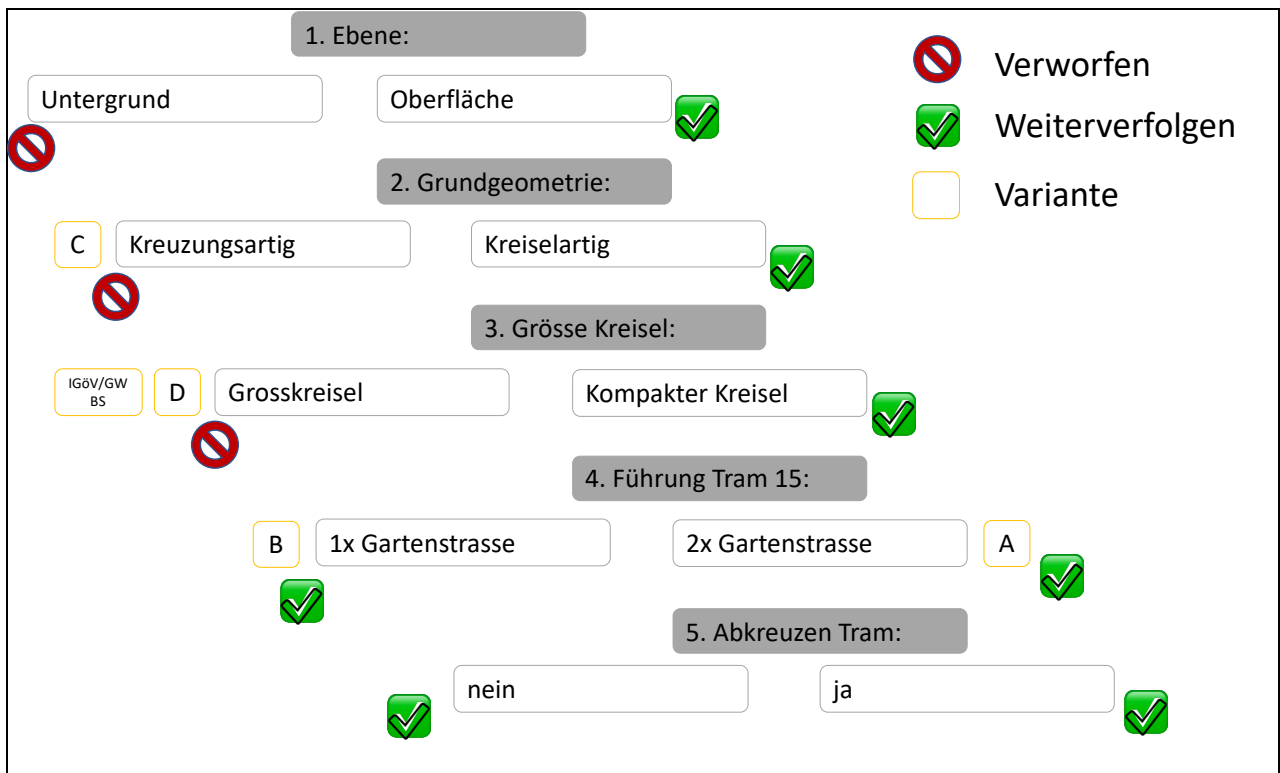 1. Ebene:
Verworfen
Untergrund
Oberfläche
Weiterverfolgen
2. Grundgeometrie:
Variante
C
Kreuzungsartig
Kreiselartig
3. Grösse Kreisel:
IGöV/GW
BS
D
Grosskreisel
Kompakter Kreisel
4. Führung Tram 15:
B
1x Gartenstrasse
2x Gartenstrasse
A
5. Abkreuzen Tram:
nein
ja